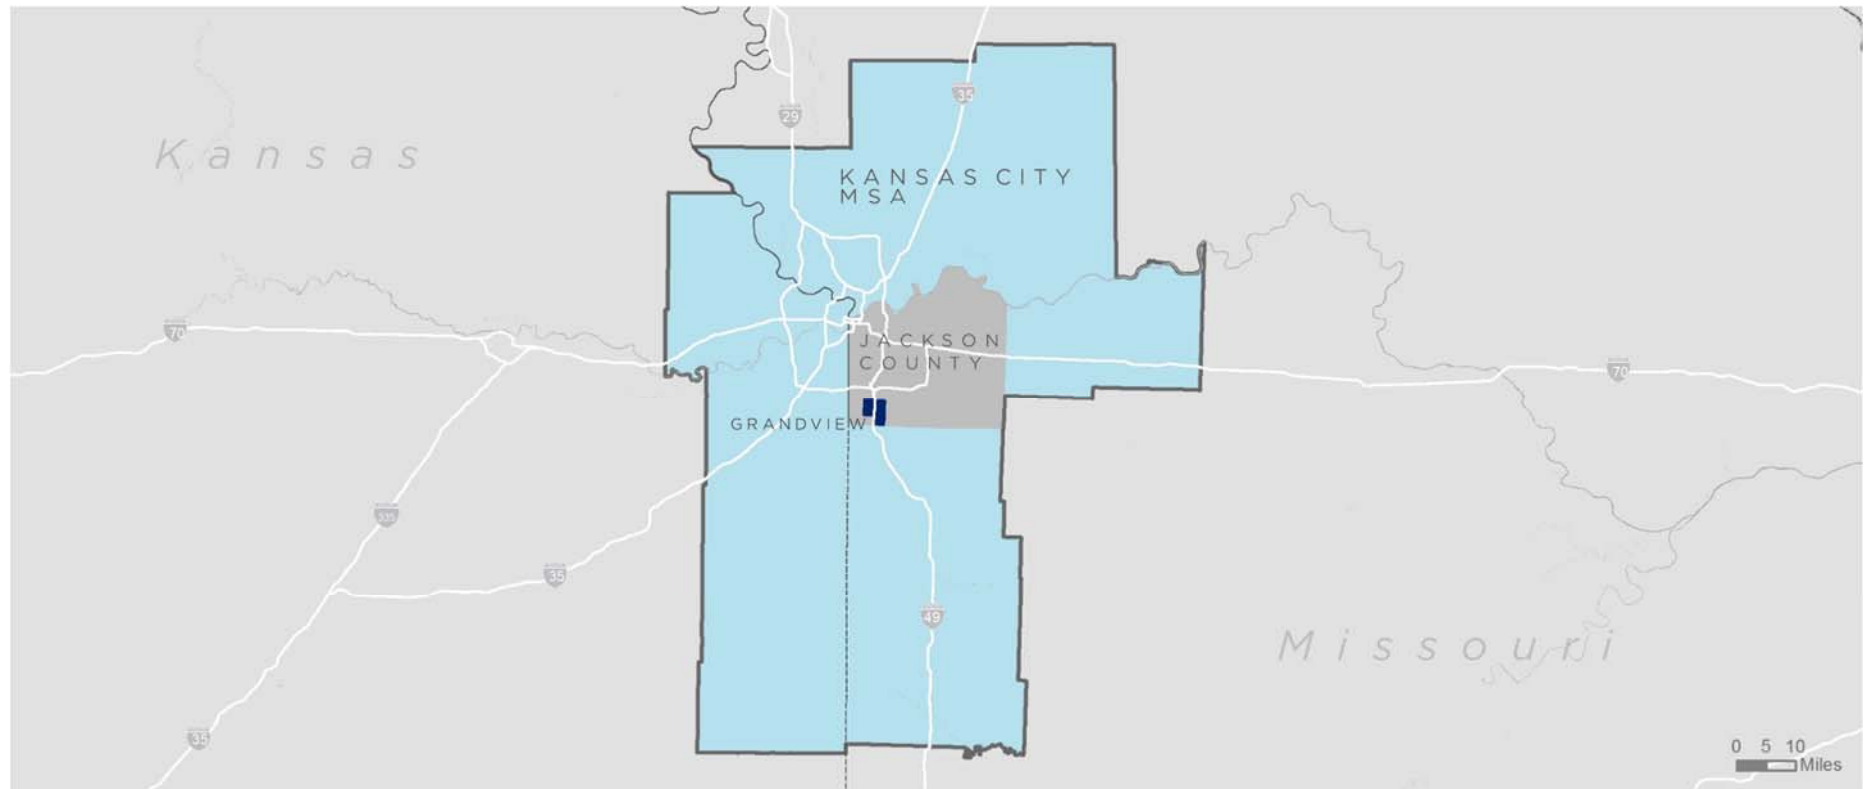 29
35
Kansas
KANSAS CITY
MSA
70
JACKSON
COUNTY
70
GRANDVIEW
335
35
49
Missouri
35
0 5 10
Miles